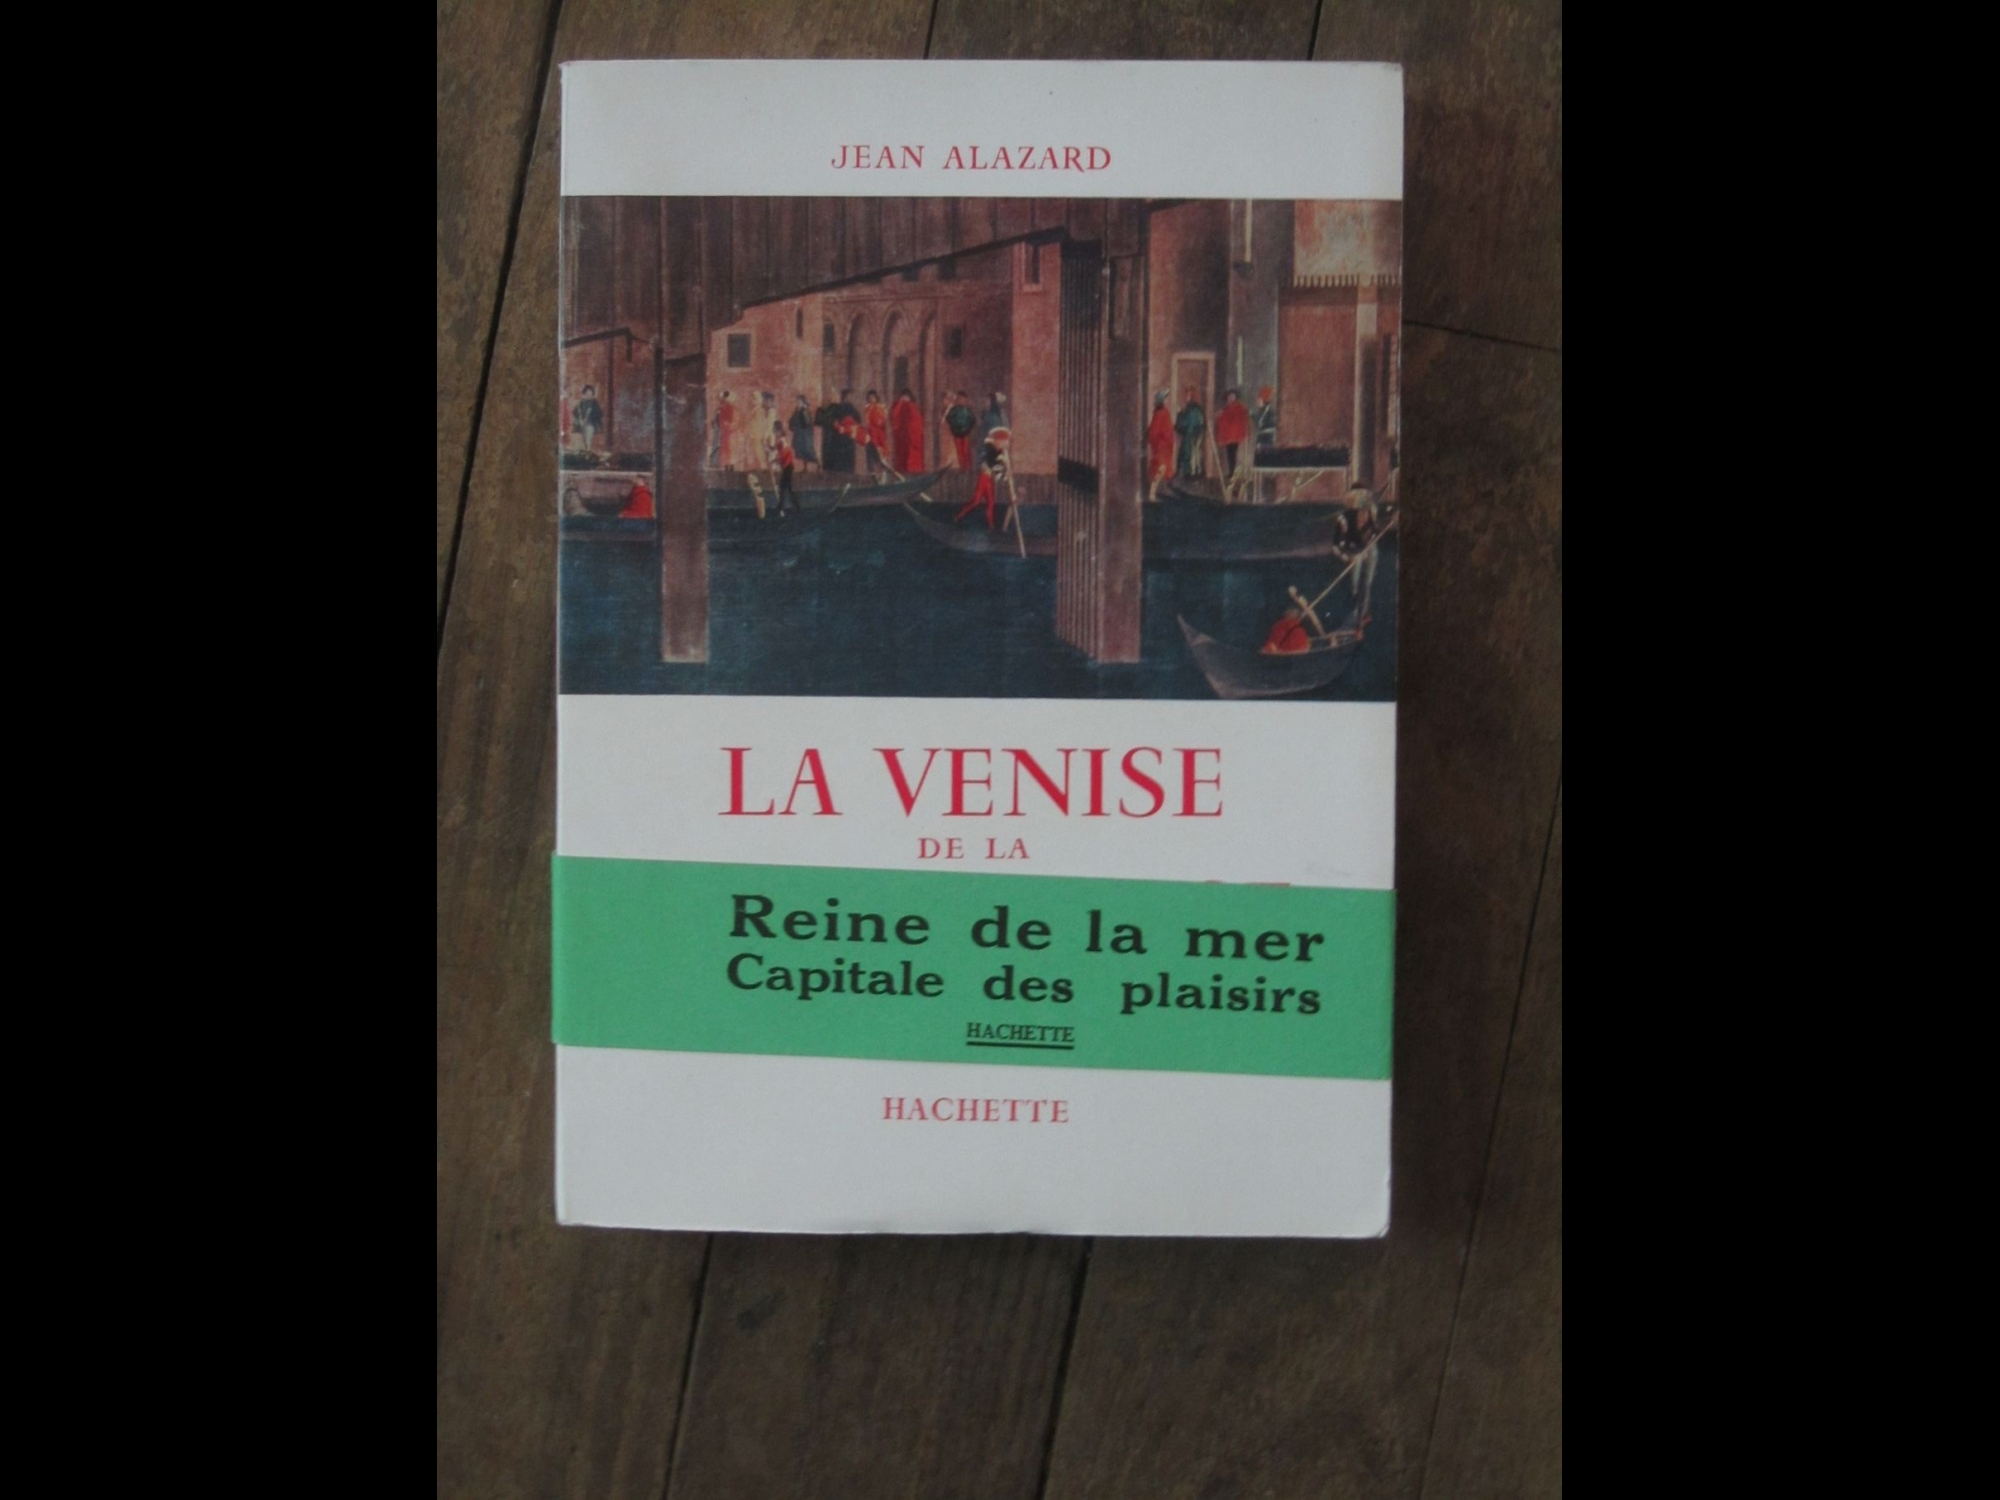 JEAN ALAZARD
LA VENISE
DE LA
Reine de la mer
Capitale des plaisirs
HACHETTE
HACHETTE